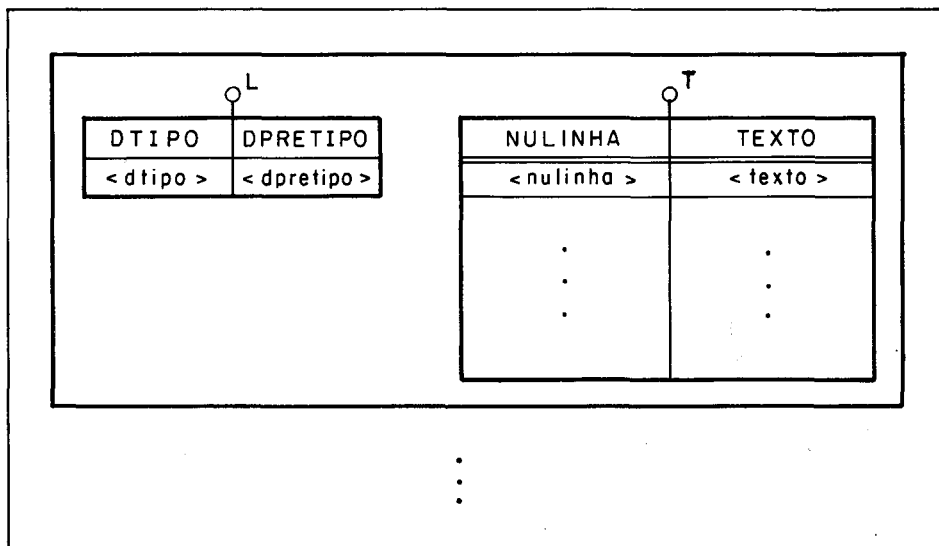 L T
DTIPO DPRETIPO NULINHA TEXTO
<dtipo> <dpretipo> <nulinha> <texto>